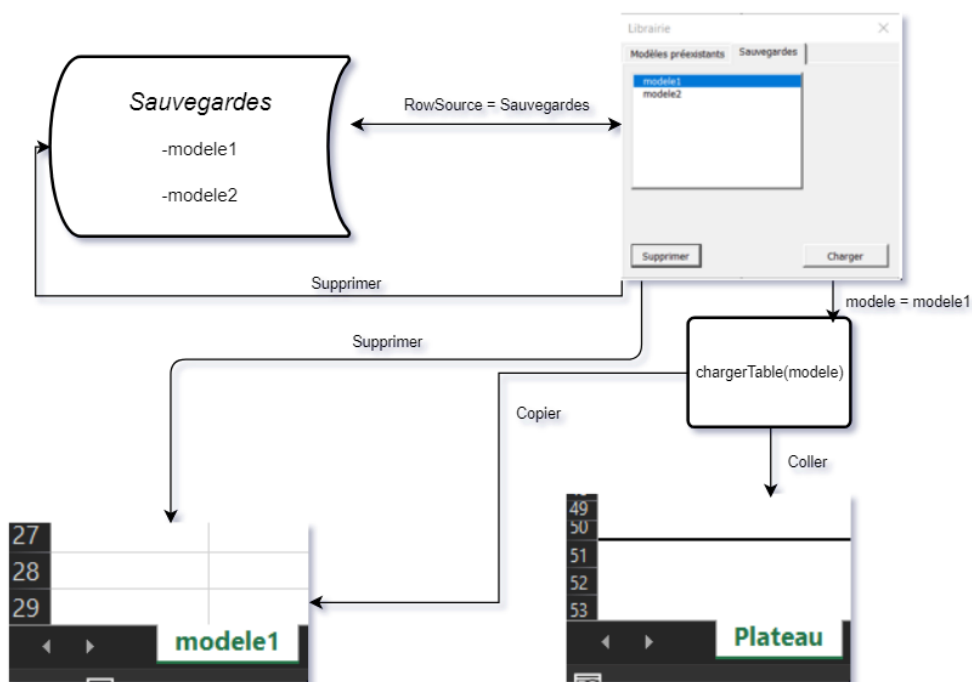 Librairie
Modèles préexistants
Sauvegardes
modele1
modele2
Supprimer
Charger
Sauvegardes
-modele1
-modele2
RowSource = Sauvegardes
Supprimer
modele = modele1
Supprimer
chargerTable(modele)
Copier
Coller
27
28
29
modele1
49
50
51
52
53
Plateau